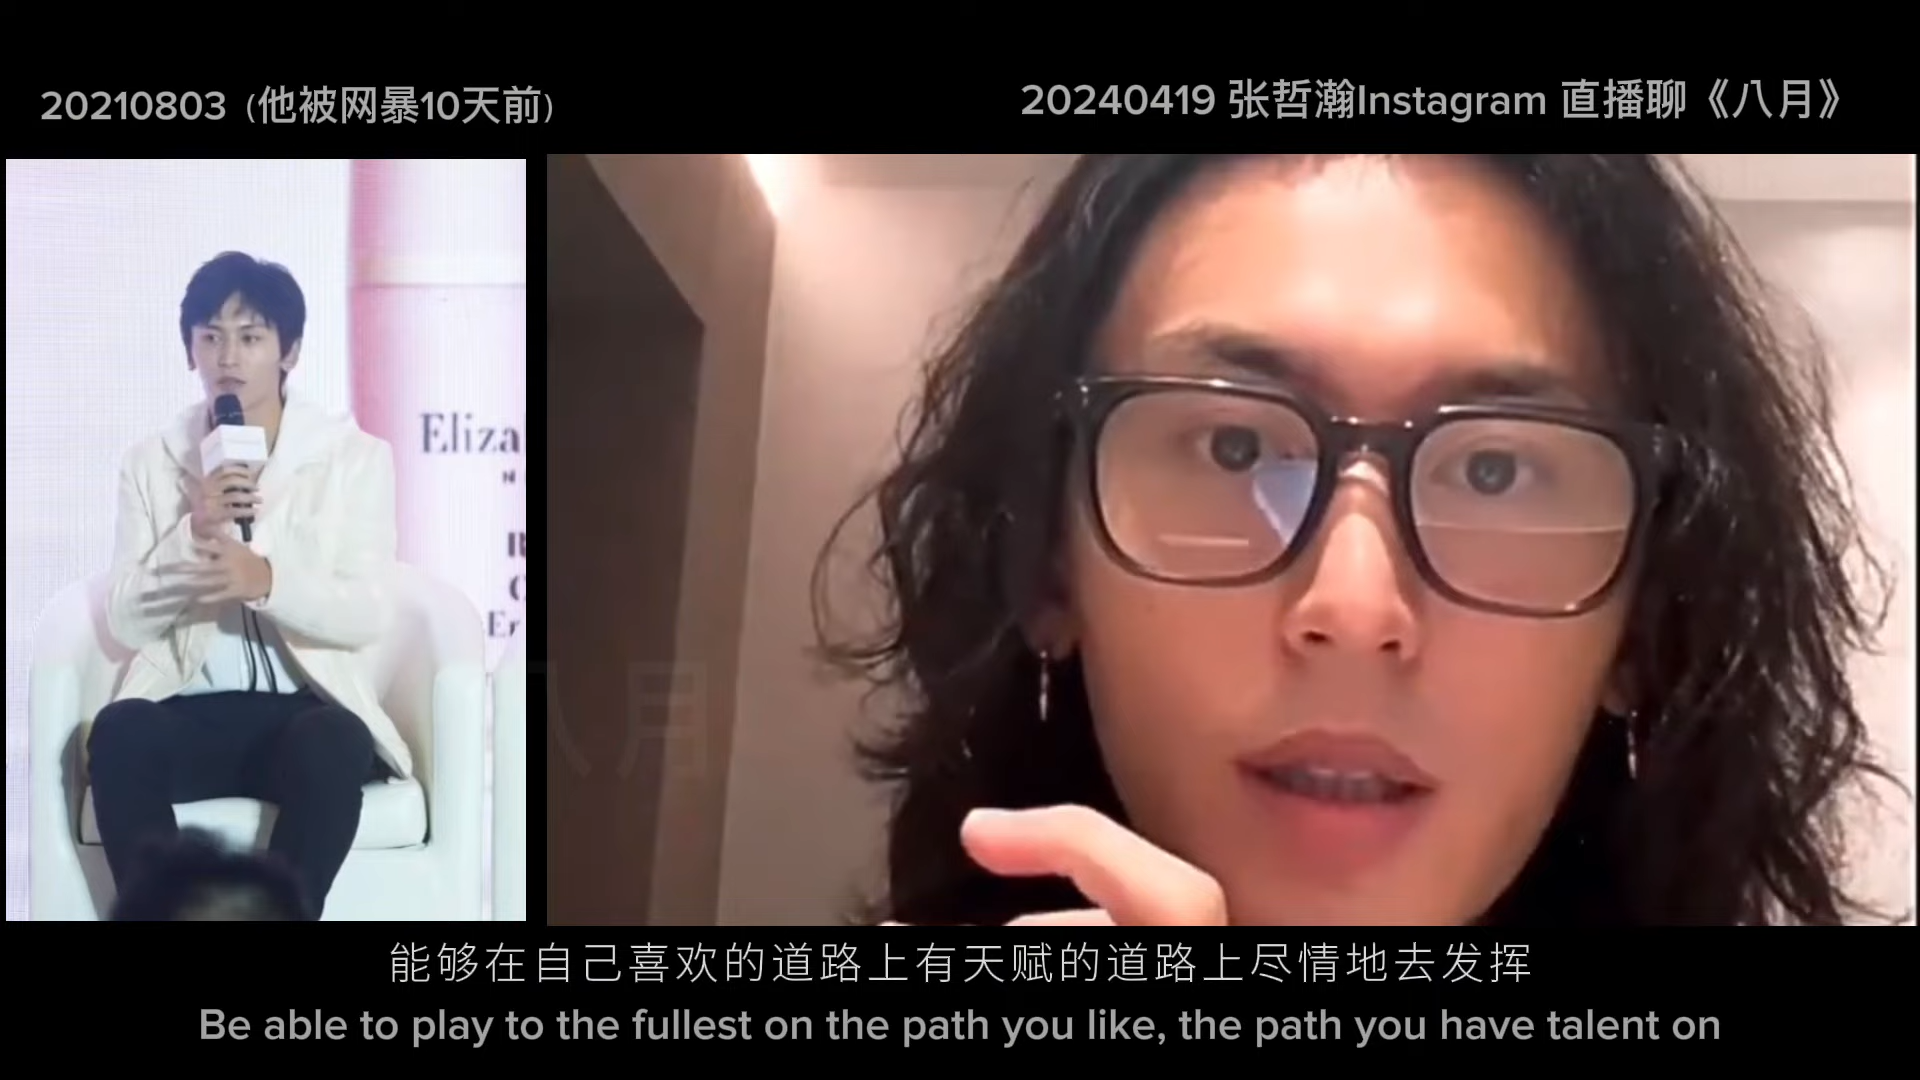 20210803 (他被网暴10天前)
20240419 张哲瀚Instagram 直播聊《八月》
Eliza
八月
能够在自己喜欢的道路上有天赋的道路上尽情地去发挥
Be able to play to the fullest on the path you like, the path you have talent on